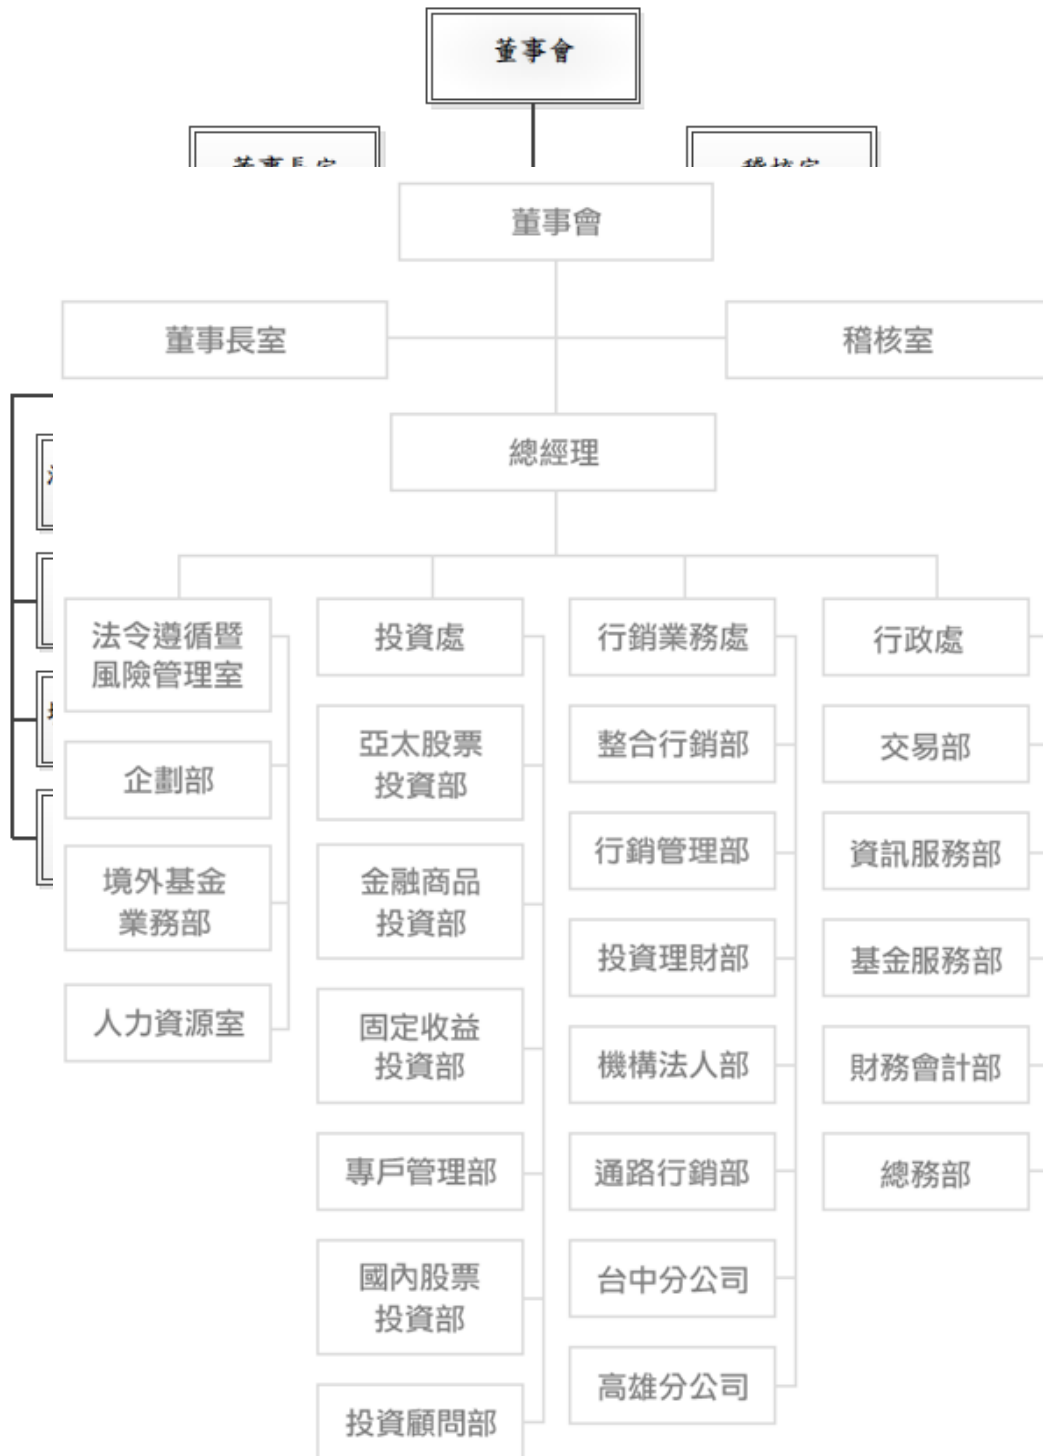 董事會
董事長室
稽核室
董事會
董事長室
稽核室
總經理
法令遵循暨
風險管理室
企劃部
境外基金
業務部
人力資源室
投資處
亞太股票
投資部
金融商品
投資部
固定收益
投資部
專戶管理部
國內股票
投資部
投資顧問部
行銷業務處
整合行銷部
行銷管理部
投資理財部
機構法人部
通路行銷部
台中分公司
高雄分公司
行政處
交易部
資訊服務部
基金服務部
財務會計部
總務部